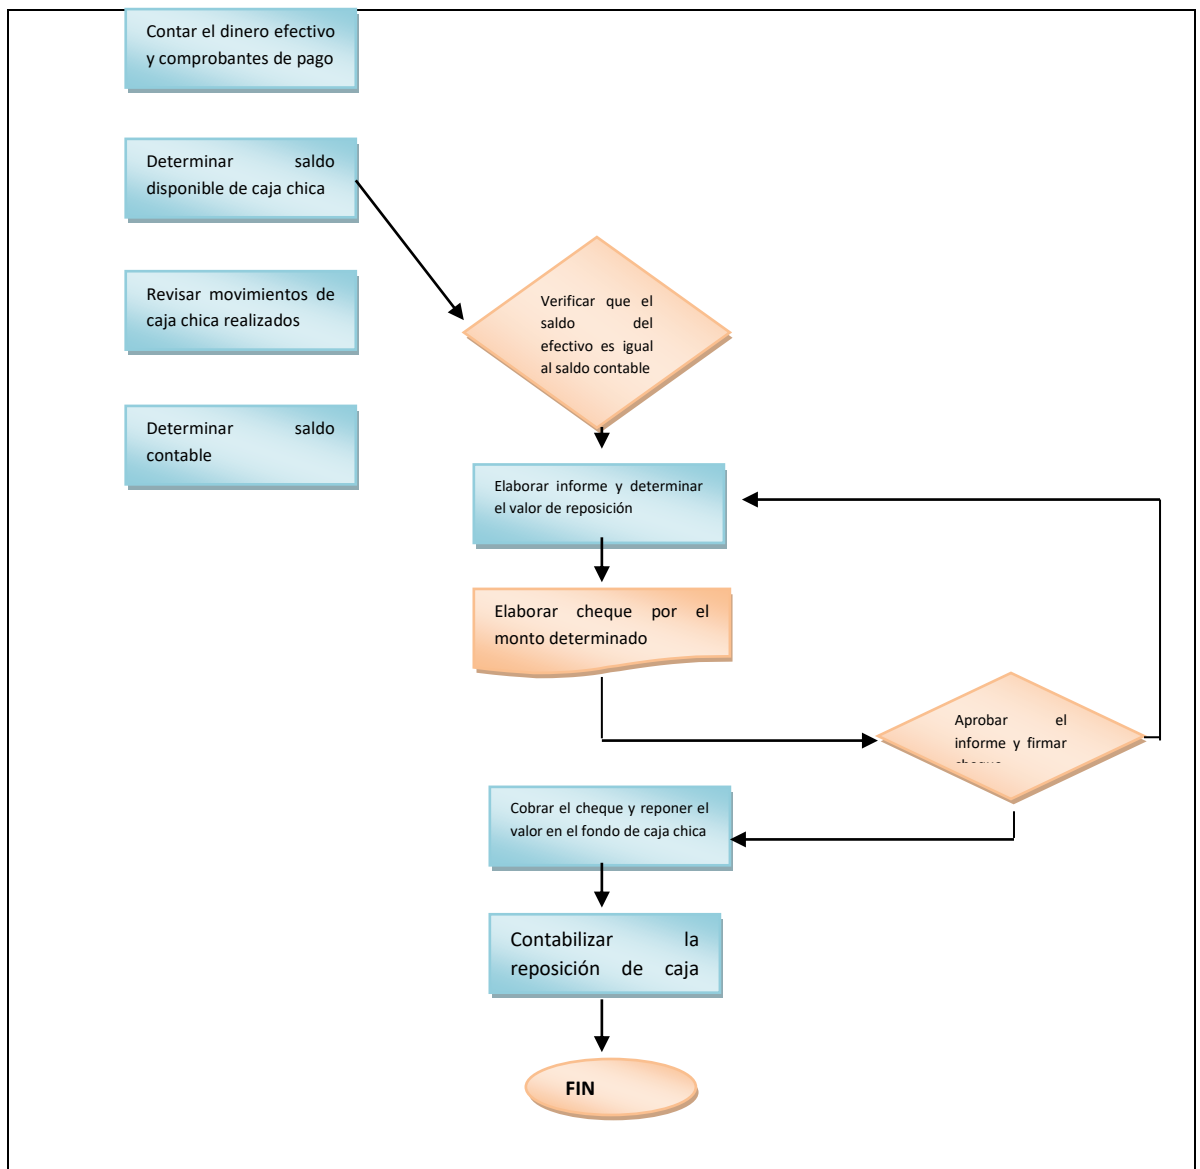 Contar el dinero efectivo
y comprobantes de pago
Determinar saldo
disponible de caja chica
Revisar movimientos de
caja chica realizados
Determinar saldo
contable
Verificar que el
saldo del
efectivo es igual
al saldo contable
Elaborar informe y determinar
el valor de reposición
Elaborar cheque por el
monto determinado
Aprobar el
informe y firmar
Cobrar el cheque y reponer el
valor en el fondo de caja chica
Contabilizar la
reposición de caja
FIN